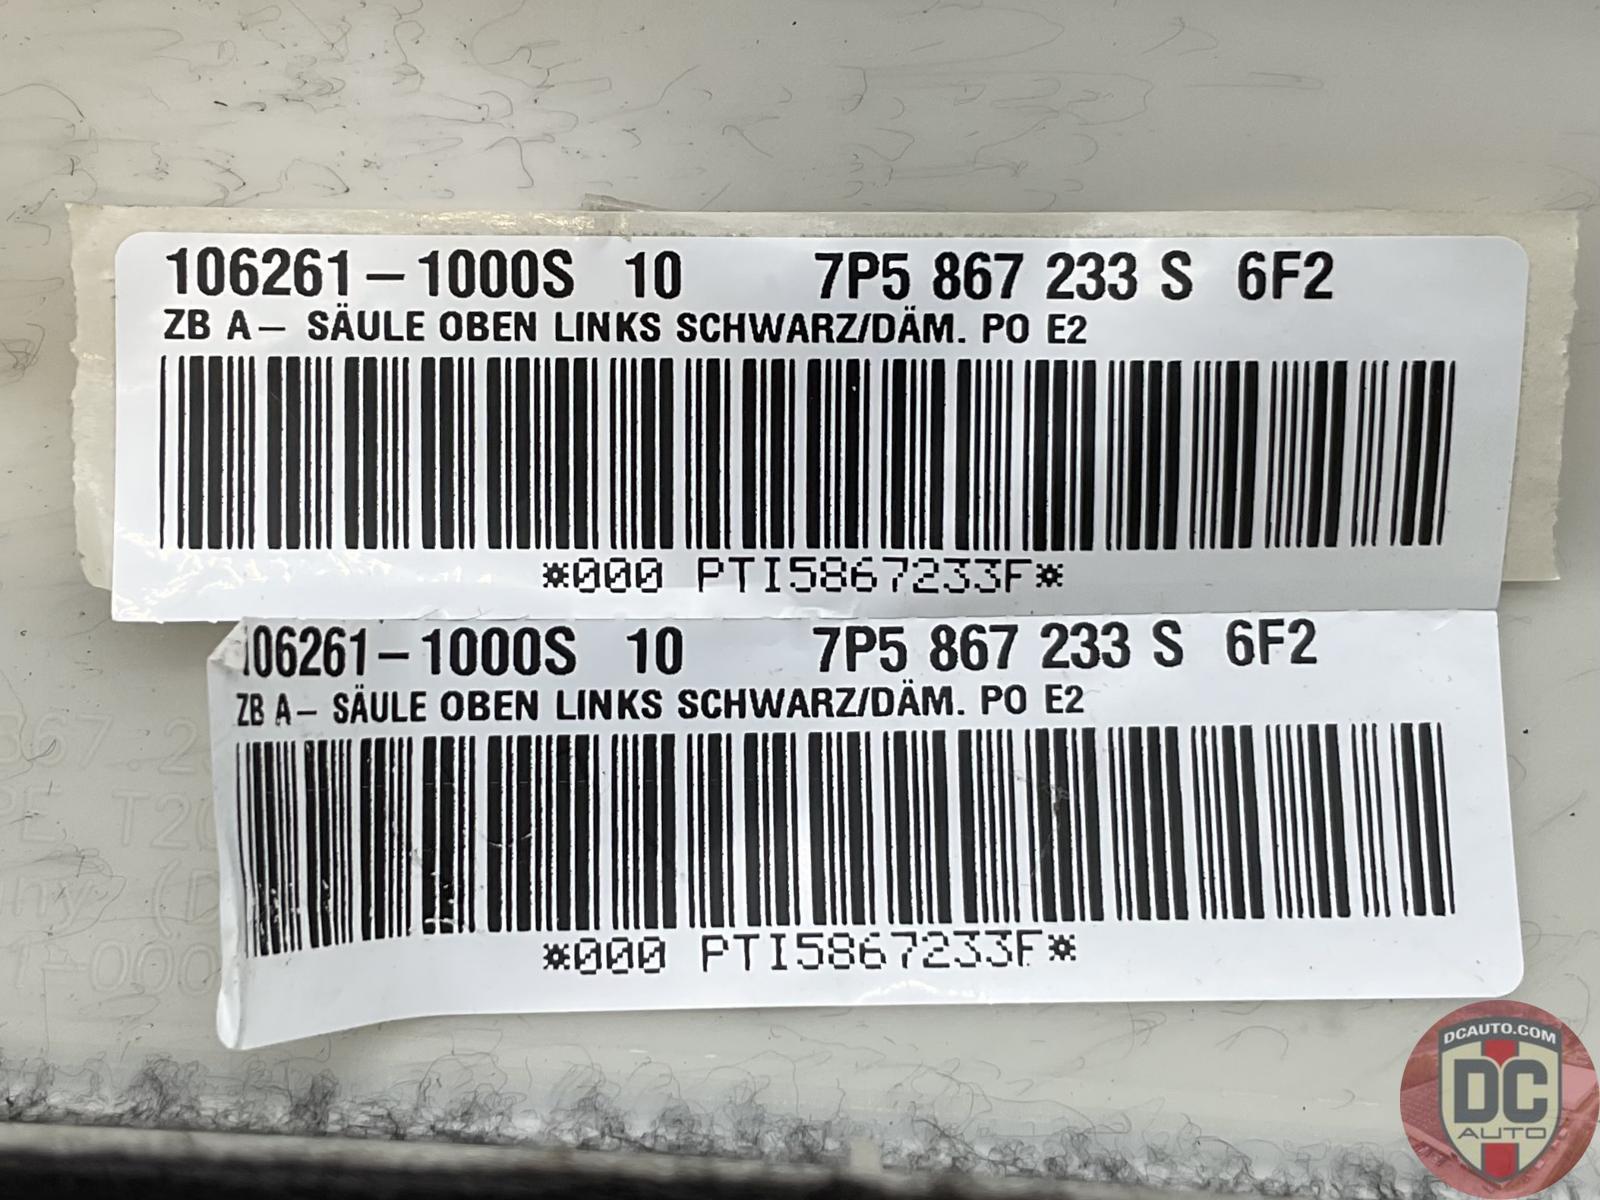 106261-1000S 10 7P5 867 233 S 6F2
ZB A- SÄULE OBEN LINKS SCHWARZ/DÄM. PO E2
*000 PTI5867233F*
106261-1000S 10 7P5 867 233 S 6F2
ZB A- SÄULE OBEN LINKS SCHWARZ/DÄM. PO E2
*000 PTI5867233F*
DCAUTO.COM
DC
AUTO